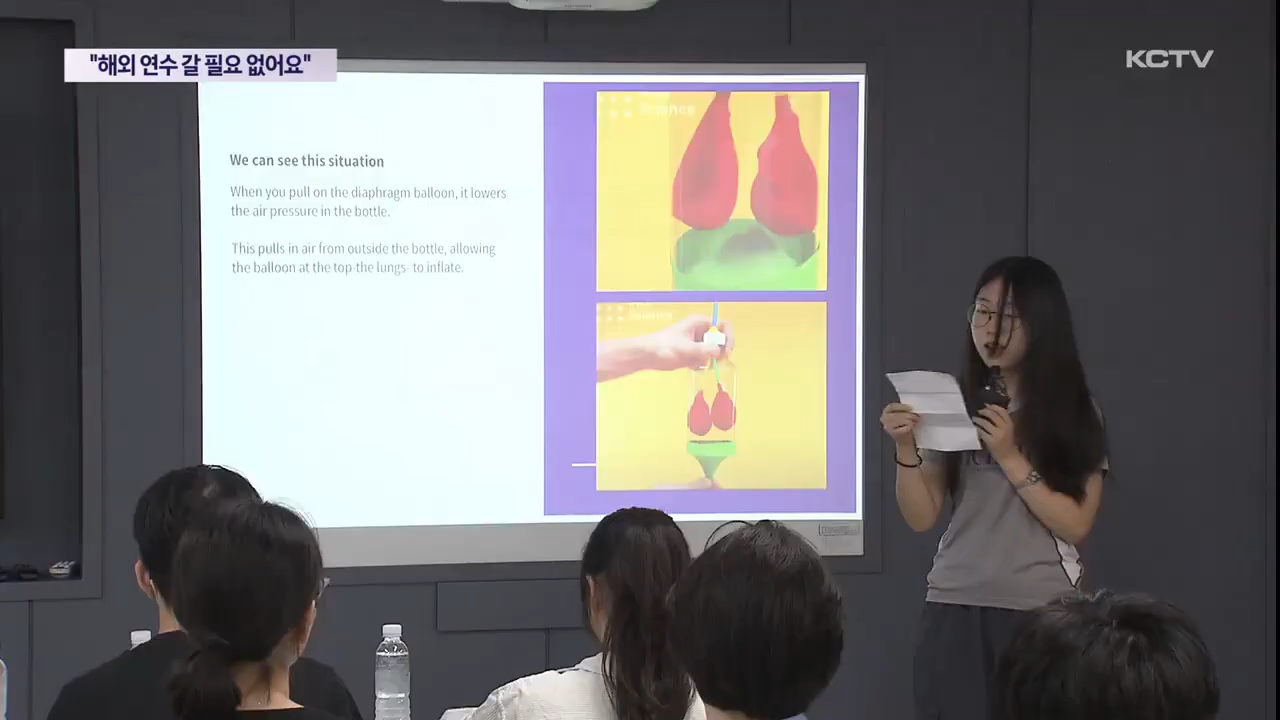 "해외 연수 갈 필요 없어요"
KCTV
We can see this situation
When you pull on the diaphragm balloon, it lowers
the air pressure in the bottle.
This pulls in air from outside the bottle, allowing
the balloon at the top-the lungs- to inflate.
Science
Science